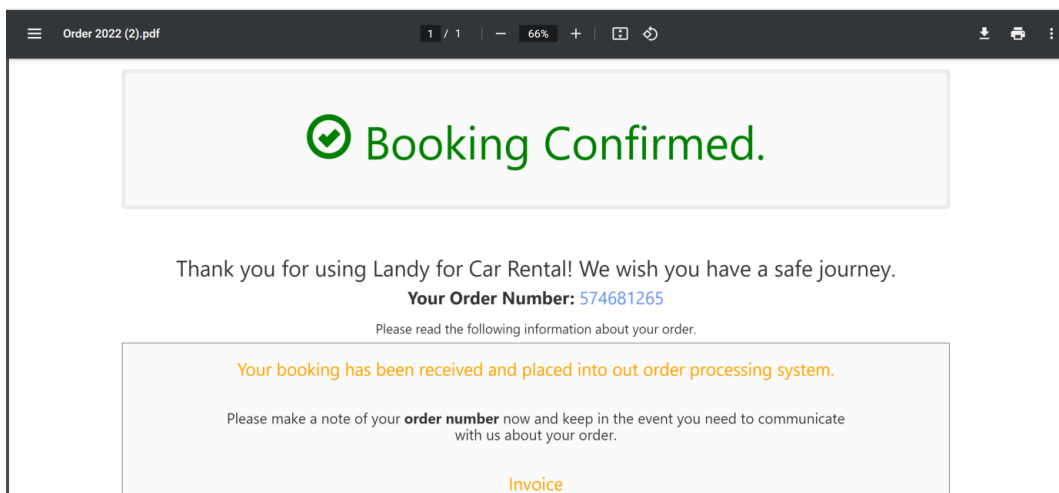 Order 2022 (2).pdf
1 / 1
66%
Booking Confirmed.
Thank you for using Landy for Car Rental! We wish you have a safe journey.
Your Order Number: 574681265
Please read the following information about your order.
Your booking has been received and placed into out order processing system.
Please make a note of your order number now and keep in the event you need to communicate
with us about your order.
Invoice